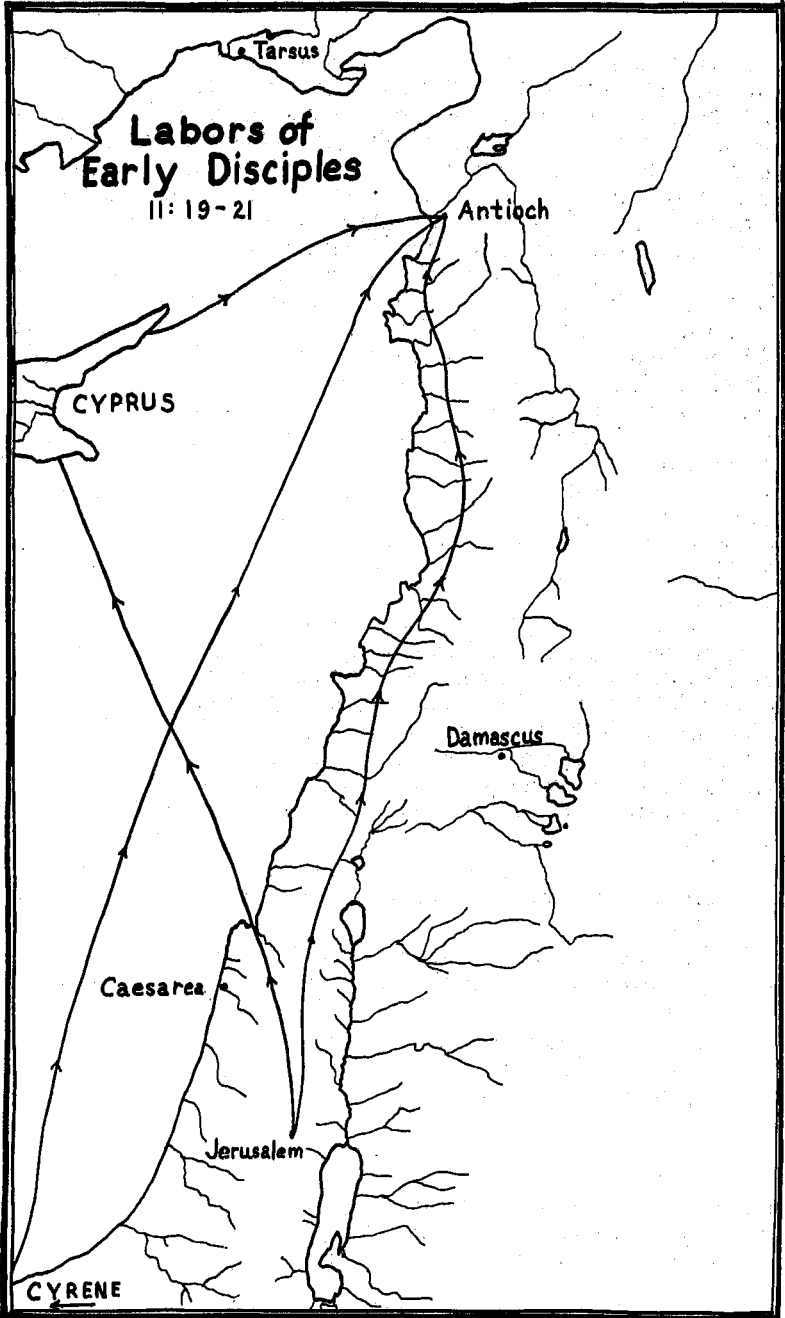 Tarsus
Labors of
Early Disciples
11:19-21
Antioch
CYPRUS
Damascus
Caesarea
Jerusalem
CYRENE